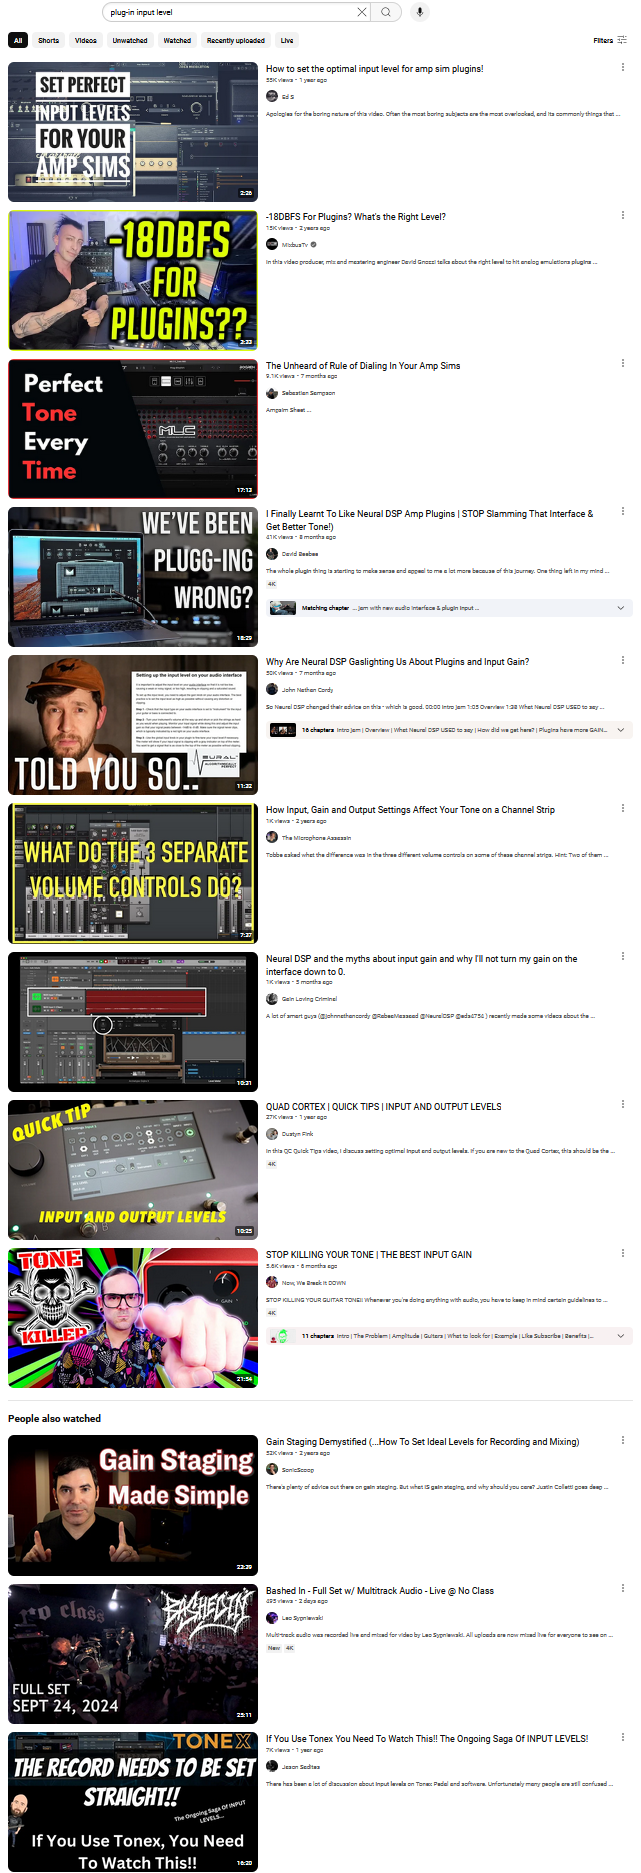 plug-in input level
All
Shorts
Videos
Unwatched
Watched
Recently uploaded
Live
Filters
SET PERFECT
INPUT LEVELS
FOR YOUR
AMP SIMS
2:26
How to set the optimal input level for amp sim plugins!
55K views • 1 year ago
Ed S
Apologies for the boring nature of this video. Often the most boring subjects are the most overlooked, and its commonly things that ...
-18DBFS
FOR
PLUGINS??
3:33
-18DBFS For Plugins? What's the Right Level?
15K views • 2 years ago
MixbusTv
In this video producer, mix and mastering engineer David Gnozzi talks about the right level to hit analog emulations plugins ...
Perfect
Tone
Every
Time
MLC
17:13
The Unheard of Rule of Dialing In Your Amp Sims
9.1K views • 7 months ago
Sebastian Sampson
Ampsim Sheet ...
WE'VE BEEN
PLUGG-ING
WRONG?
18:29
I Finally Learnt To Like Neural DSP Amp Plugins | STOP Slamming That Interface &
Get Better Tone!)
41K views • 8 months ago
David Beebee
The whole plugin thing is starting to make sense and appeal to me a lot more because of this journey. One thing left in my mind ...
4K
Matching chapter ... jam with new audio interface & plugin input ...
Setting up the input level on your audio interface
NEURAL
TOLD YOU SO..
11:32
Why Are Neural DSP Gaslighting Us About Plugins and Input Gain?
50K views • 7 months ago
John Nathan Cordy
So Neural DSP changed their advice on this - which is good. 00:00 Intro Jam 1:05 Overview 1:38 What Neural DSP USED to say ...
16 chapters Intro Jam | Overview | What Neural DSP USED to say | How did we get here? | Plugins have more GAIN...
WHAT DO THE 3 SEPARATE
VOLUME CONTROLS DO?
7:37
How Input, Gain and Output Settings Affect Your Tone on a Channel Strip
1K views • 2 years ago
The Microphone Assassin
Tobbe asked what the difference was in the three different volume controls on some of these channel strips. Hint: Two of them ...
10:31
Neural DSP and the myths about input gain and why I'll not turn my gain on the
interface down to 0.
1K views • 5 months ago
Gain Loving Criminal
A lot of smart guys (@johnnathancordy @RabeaMassaad @NeuralDSP @eds4754 ) recently made some videos about the ...
QUICK TIP
INPUT AND OUTPUT LEVELS
10:25
QUAD CORTEX | QUICK TIPS | INPUT AND OUTPUT LEVELS
27K views • 1 year ago
Dustyn Fink
In this QC Quick Tips video, I discuss setting optimal input and output levels. If you are new to the Quad Cortex, this should be the ...
4K
TONE
KILLER
GAIN
21:54
STOP KILLING YOUR TONE | THE BEST INPUT GAIN
5.6K views • 6 months ago
Now, We Break It DOWN
STOP KILLING YOUR GUITAR TONE!!! Whenever you're doing anything with audio, you have to keep in mind certain guidelines to ...
4K
11 chapters Intro | The Problem | Amplitude | Guitars | What to look for | Example | Like Subscribe | Benefits |...
People also watched
Gain Staging
Made Simple
23:39
Gain Staging Demystified (...How To Set Ideal Levels for Recording and Mixing)
52K views • 2 years ago
SonicScoop
There's plenty of advice out there on gain staging. But what IS gain staging, and why should you care? Justin Colletti goes deep ...
no class
BASHED IN
FULL SET
SEPT 24, 2024
25:11
Bashed In - Full Set w/ Multitrack Audio - Live @ No Class
495 views • 2 days ago
Leo Sypniewski
Multi-track audio was recorded live and mixed for video by Leo Sypniewski. All uploads are now mixed live for everyone to see on ...
New
4K
TONEX
THE RECORD NEEDS TO BE SET
STRAIGHT!!
The Ongoing Saga Of INPUT
LEVELS...
If You Use Tonex, You Need
To Watch This!!
16:20
If You Use Tonex You Need To Watch This!! The Ongoing Saga Of INPUT LEVELS!
7K views • 1 year ago
Jason Sadites
There has been a lot of discussion about input levels on Tonex Pedal and software. Unfortunately many people are still confused ...